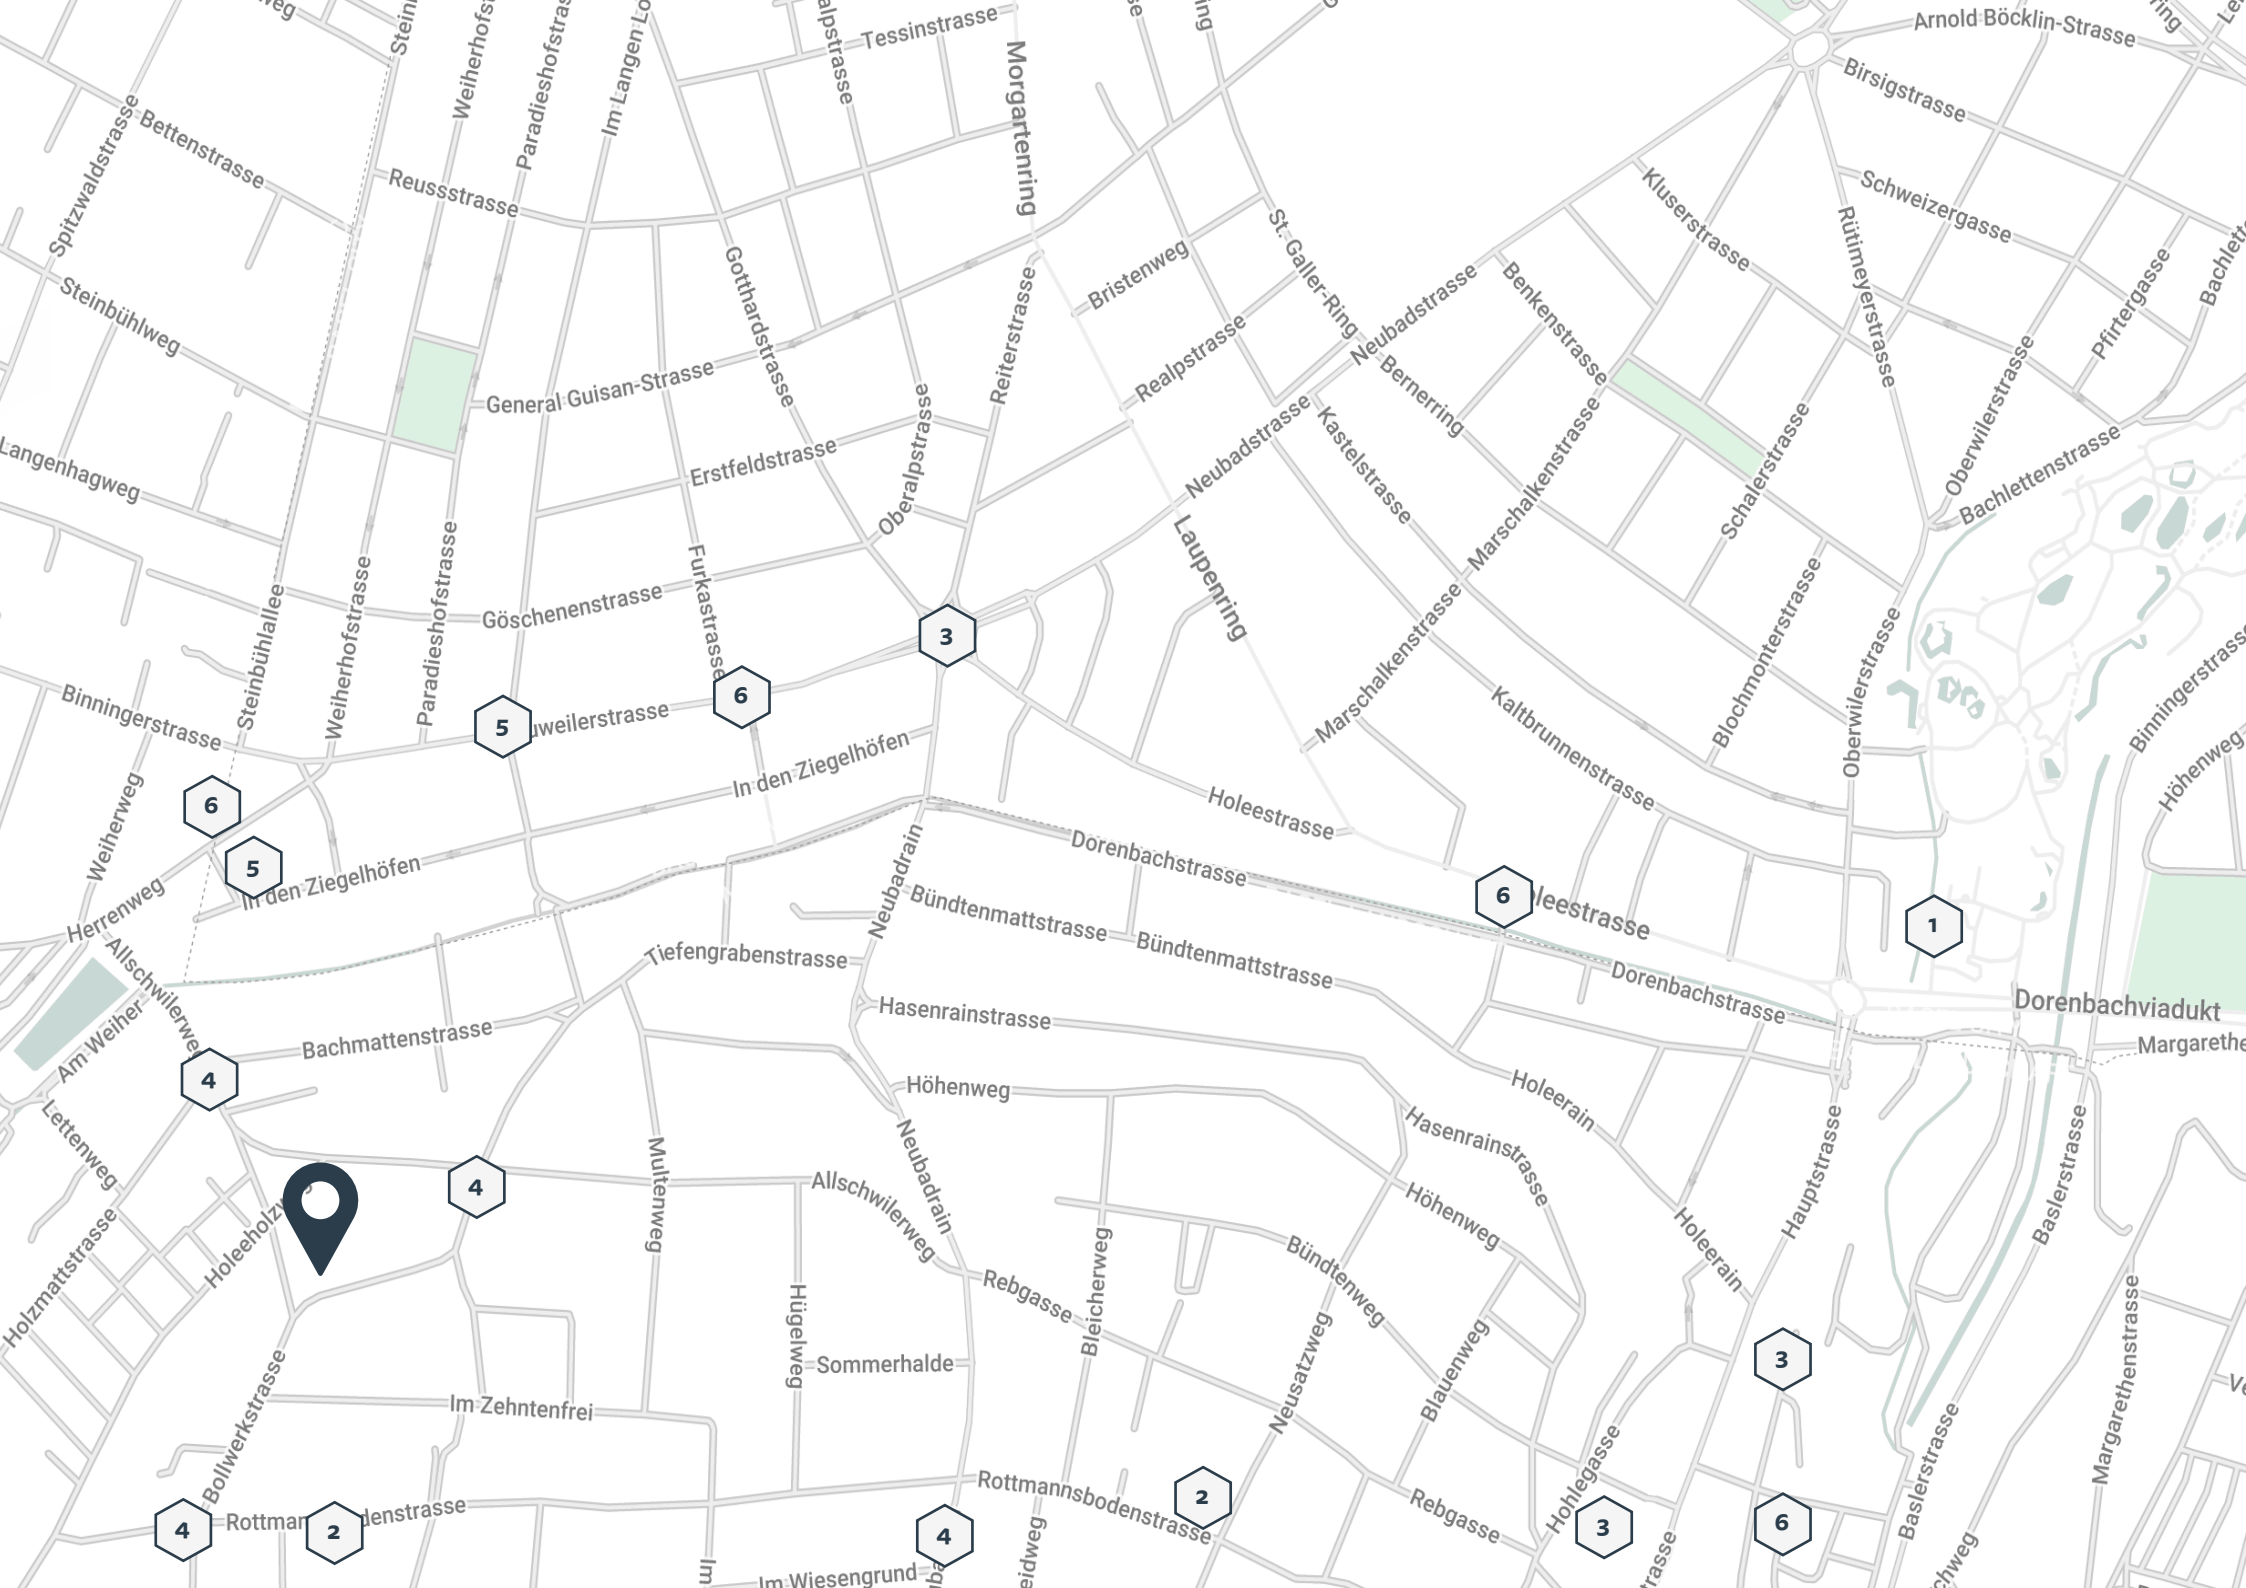 Arnold Böcklin-Strasse
Tessinstrasse
Morgartenring
Birsigstrasse
Bettenstrasse
Spitzwaldstrasse
Reussstrasse
Paradieshofstrasse
Klusertrasse
Schweizergasse
Rütimeyerstrasse
Gotthardstrasse
Bristenweg
St. Galler-Ring
Pfirtergasse
Steinbühlweg
Reiterstrasse
Neubadstrasse
Benkenstrasse
Realpstrasse
General Guisan-Strasse
Bernerring
Oberwilerstrasse
Langenhagweg
Erstfeldstrasse
Oberalpstrasse
Neubadstrasse
Kastelstrasse
Marschalkenstrasse
Schalerstrasse
Bachlettenstrasse
Laupenring
Furkastrasse
Göschenenstrasse
Steinbühlallee
Weiherhofstrasse
Paradieshofstrasse
3
Marschalkenstrasse
Blochmonterstrasse
Oberwilerstrasse
Binningerstrasse
Binningerstrasse
6
5
uweilerstrasse
Kaltbrunnenstrasse
In den Ziegelhöfen
Höhenweg
Weiherweg
6
5
In den Ziegelhöfen
Holeestrasse
Dorenbachstrasse
Neubadrain
Herrenweg
6
leestrasse
1
Bündtenmattstrasse
Bündtenmattstrasse
Allschwilerweg
Tiefengrabenstrasse
Dorenbachstrasse
Dorenbachviadukt
Hasenrainstrasse
Am Weiher
Bachmattenstrasse
4
Höhenweg
Holeerain
Lettenweg
Neubadrain
Hasenrainstrasse
Hauptstrasse
Baslerstrasse
Multenweg
4
Allschwilerweg
Höhenweg
Holeerain
Holzmattstrasse
Bündtenweg
Rebgasse
Bleicherweg
Hügelweg
Neusatzweg
Blauenweg
Margarethenstrasse
Sommerhalde
3
Bollwerkstrasse
Im Zehntenfrei
Baslerstrasse
Rottmannsbodenstrasse
2
Rebgasse
Hohlegasse
3
6
4
2
4
Im Wiesengrund